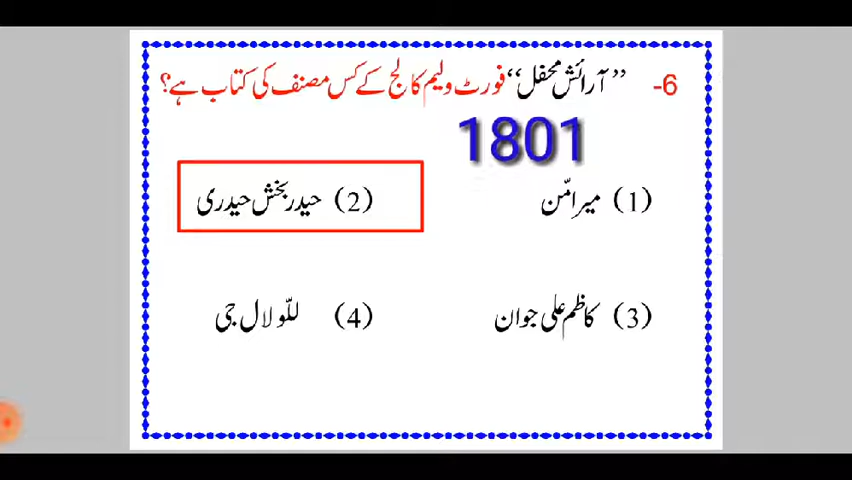 6- ’’آرائش محفل‘‘ فورٹ ولیم کالج کے کس مصنف کی کتاب ہے؟
1801
(1) میر امّن
(2) حیدر بخش حیدری
(3) کاظم علی جوان
(4) للّو لال جی